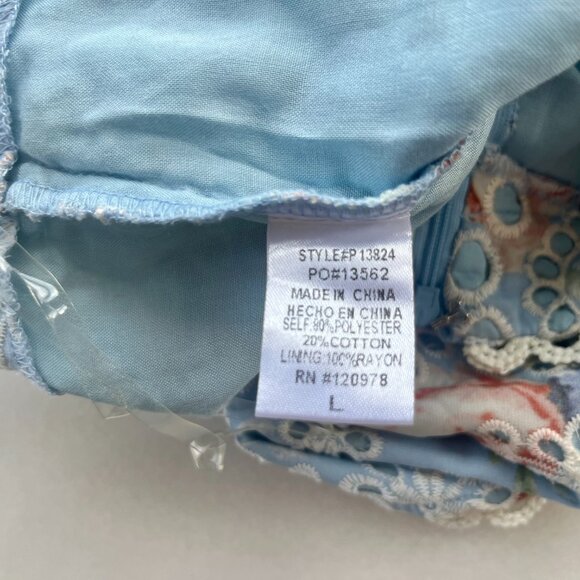 STYLE#P13824
PO#13562
MADE IN CHINA
HECHO EN CHINA
SELF:80%POLYESTER
20%COTTON
LINING:100%RAYON
RN #120978
L